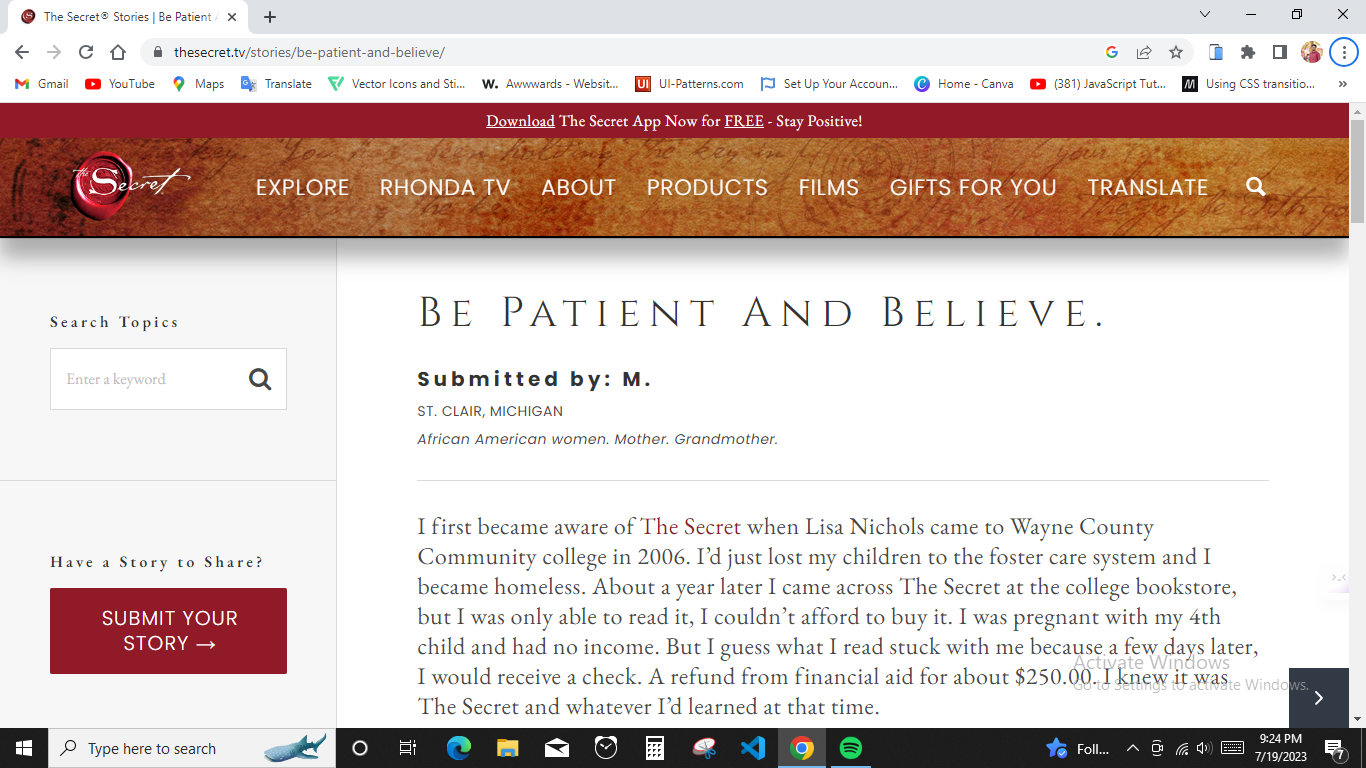 The Secret® Stories | Be Patient
thesecret.tv/stories/be-patient-and-believe/
Gmail YouTube Maps Translate Vector Icons and Sti... Awwwards - Websit... UI-Patterns.com Set Up Your Accoun... Home - Canva (381) JavaScript Tut... Using CSS transitio... »
Download The Secret App Now for FREE - Stay Positive!
the Secret EXPLORE RHONDA TV ABOUT PRODUCTS FILMS GIFTS FOR YOU TRANSLATE
Search Topics
Enter a keyword
Have a Story to Share?
SUBMIT YOUR
STORY →
BE PATIENT AND BELIEVE.
Submitted by: M.
ST. CLAIR, MICHIGAN
African American women. Mother. Grandmother.
I first became aware of The Secret when Lisa Nichols came to Wayne County
Community college in 2006. I’d just lost my children to the foster care system and I
became homeless. About a year later I came across The Secret at the college bookstore,
but I was only able to read it, I couldn’t afford to buy it. I was pregnant with my 4th
child and had no income. But I guess what I read stuck with me because a few days later,
I would receive a check. A refund from financial aid for about $250.00. I knew it was
The Secret and whatever I’d learned at that time.
Activate Windows
Go to Settings to activate Windows.
Type here to search
Foll...
9:24 PM
7/19/2023
7